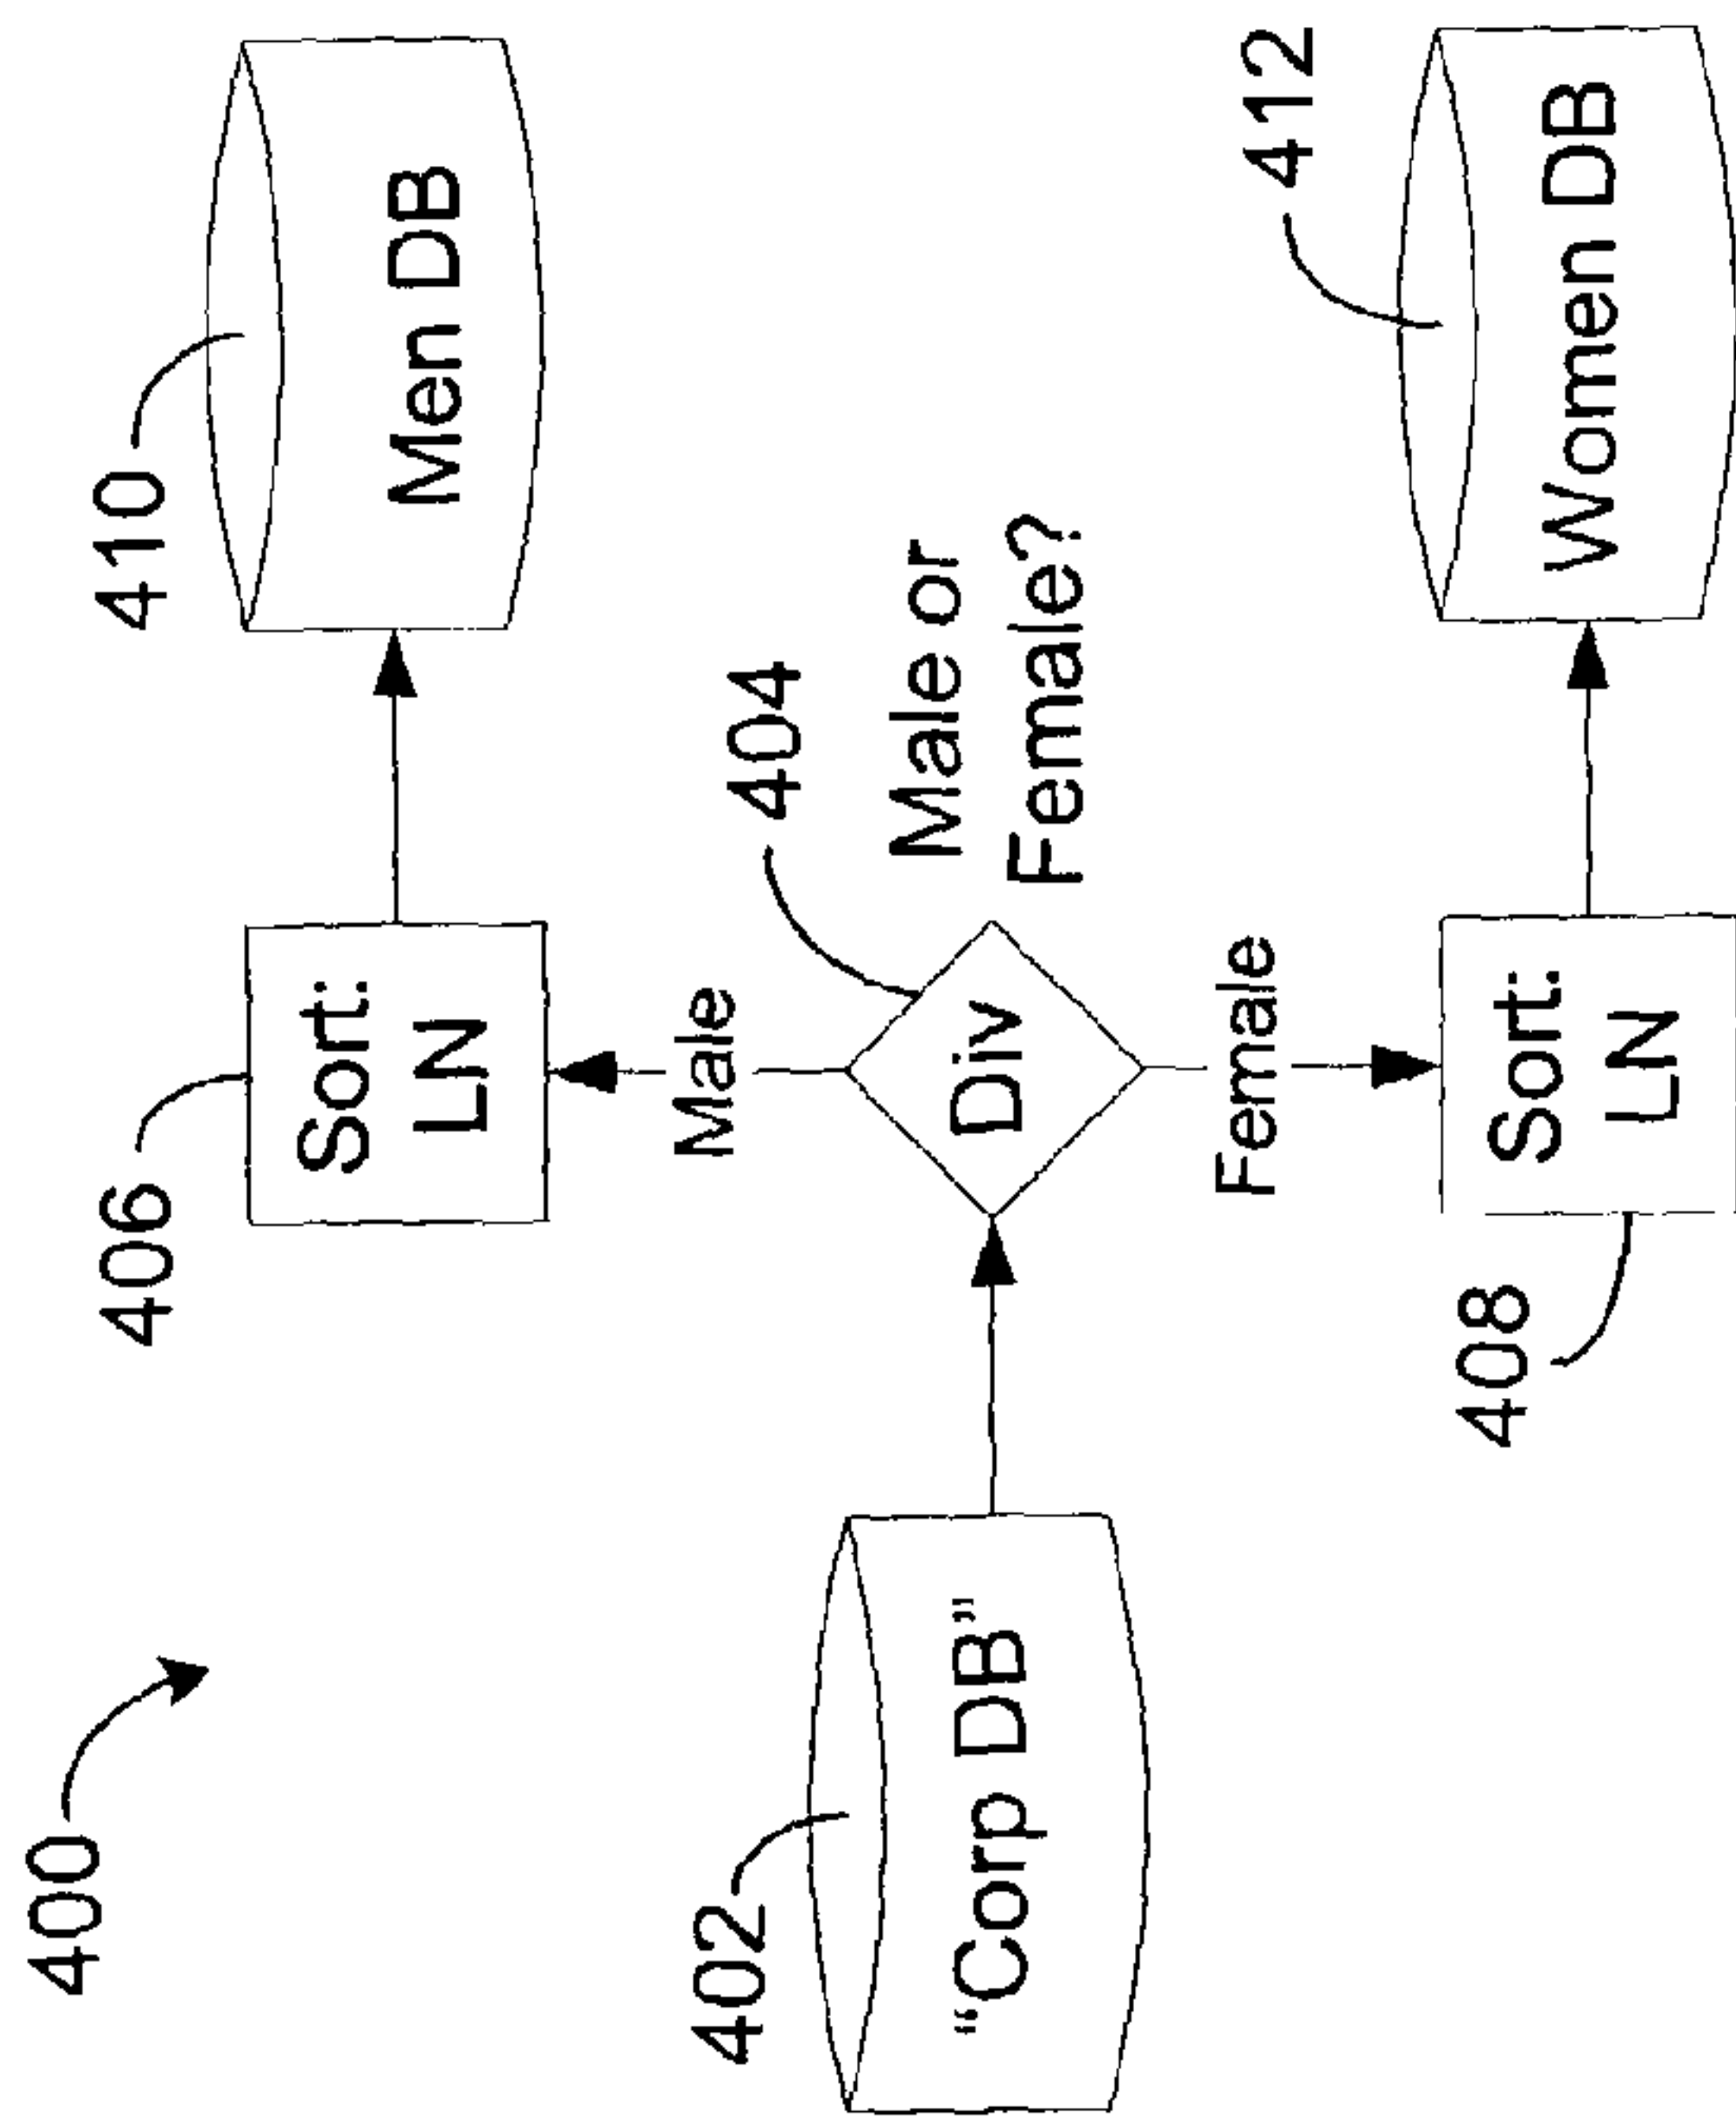 400
410
Men DB
406
Sort:
LN
Male
404
Male or
Female?
402
“Corp DB”
Div
Female
408
Sort:
LN
412
Women DB